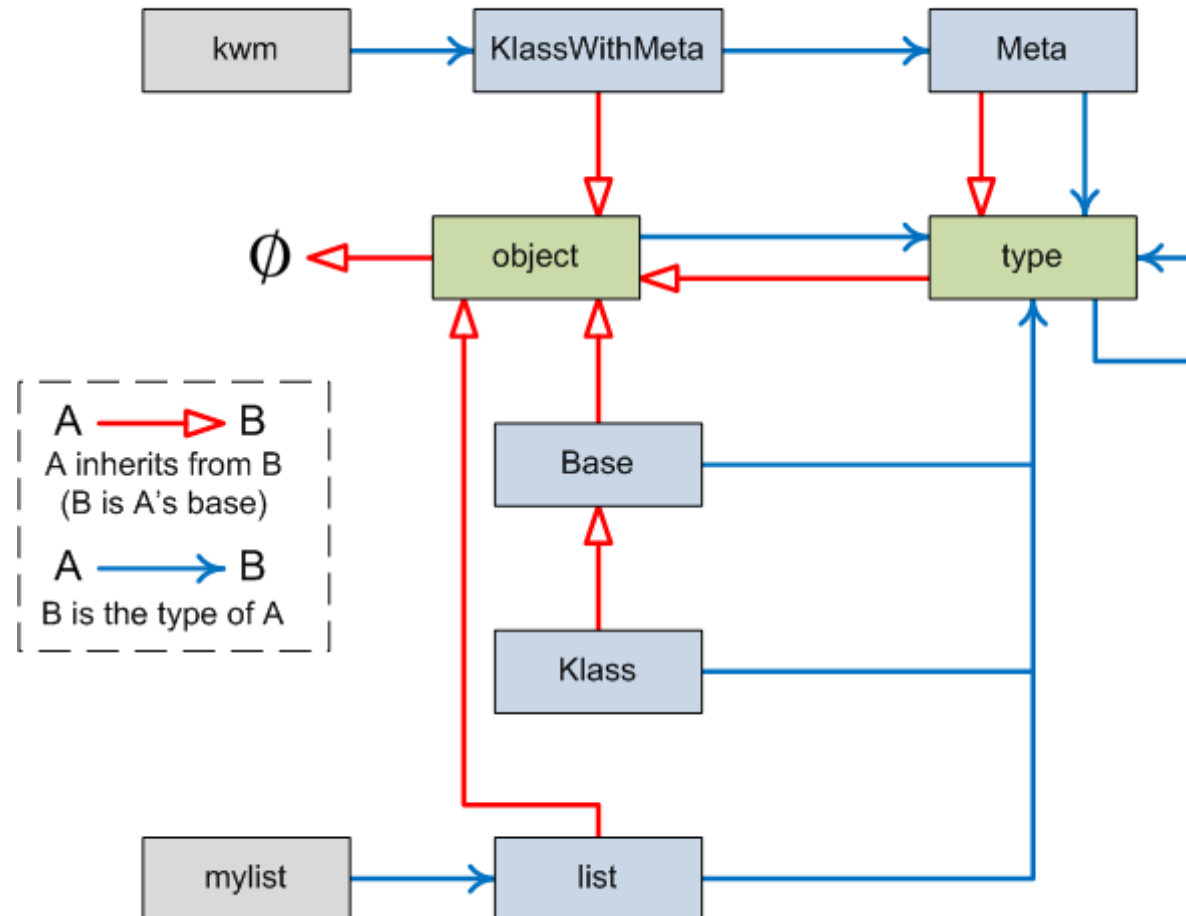 kwm
KlassWithMeta
Meta
∅
object
type
A
B
A inherits from B
(B is A's base)
A
B
B is the type of A
Base
Klass
mylist
list